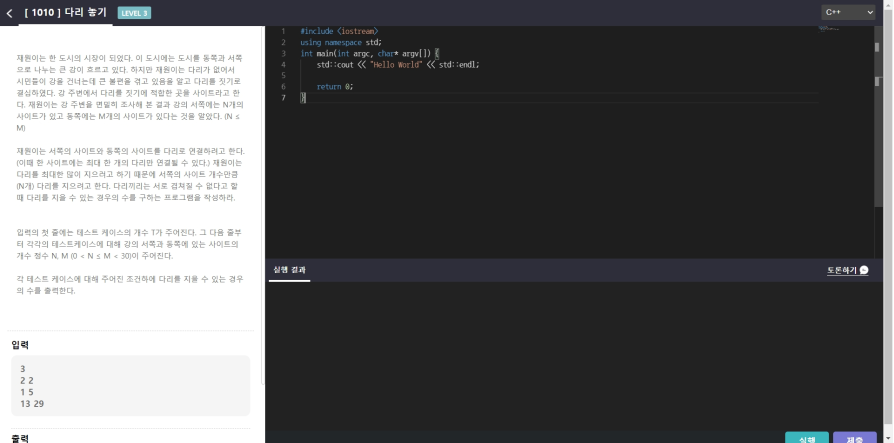 [ 1010 ] 다리 놓기
LEVEL 3
C++
재원이는 한 도시의 시장이 되었다. 이 도시에는 도시를 동쪽과 서쪽
으로 나누는 큰 강이 흐르고 있다. 하지만 재원이는 다리가 없어서
시민들이 강을 건너는데 큰 불편을 겪고 있음을 알고 다리를 짓기로
결심하였다. 강 주변에서 다리를 짓기에 적합한 곳을 사이트라고 한
다. 재원이는 강 주변을 면밀히 조사해 본 결과 강의 서쪽에는 N개의
사이트가 있고 동쪽에는 M개의 사이트가 있다는 것을 알았다. (N ≤
M)
재원이는 서쪽의 사이트와 동쪽의 사이트를 다리로 연결하려고 한다.
(이때 한 사이트에는 최대 한 개의 다리만 연결될 수 있다.) 재원이는
다리를 최대한 많이 지으려고 하기 때문에 서쪽의 사이트 개수만큼
(N개) 다리를 지으려고 한다. 다리끼리는 서로 겹쳐질 수 없다고 할
때 다리를 지을 수 있는 경우의 수를 구하는 프로그램을 작성하라.
입력의 첫 줄에는 테스트 케이스의 개수 T가 주어진다. 그 다음 줄부
터 각각의 테스트케이스에 대해 강의 서쪽과 동쪽에 있는 사이트의
개수 정수 N, M (0 < N ≤ M < 30)이 주어진다.
각 테스트 케이스에 대해 주어진 조건하에 다리를 지을 수 있는 경우
의 수를 출력한다.
입력
3
2 2
1 5
13 29
출력
1 #include <iostream>
2 using namespace std;
3 int main(int argc, char* argv[]) {
4 std::cout << "Hello World" << std::endl;
5
6 return 0;
7 }
실행 결과
토론하기
실행
제출